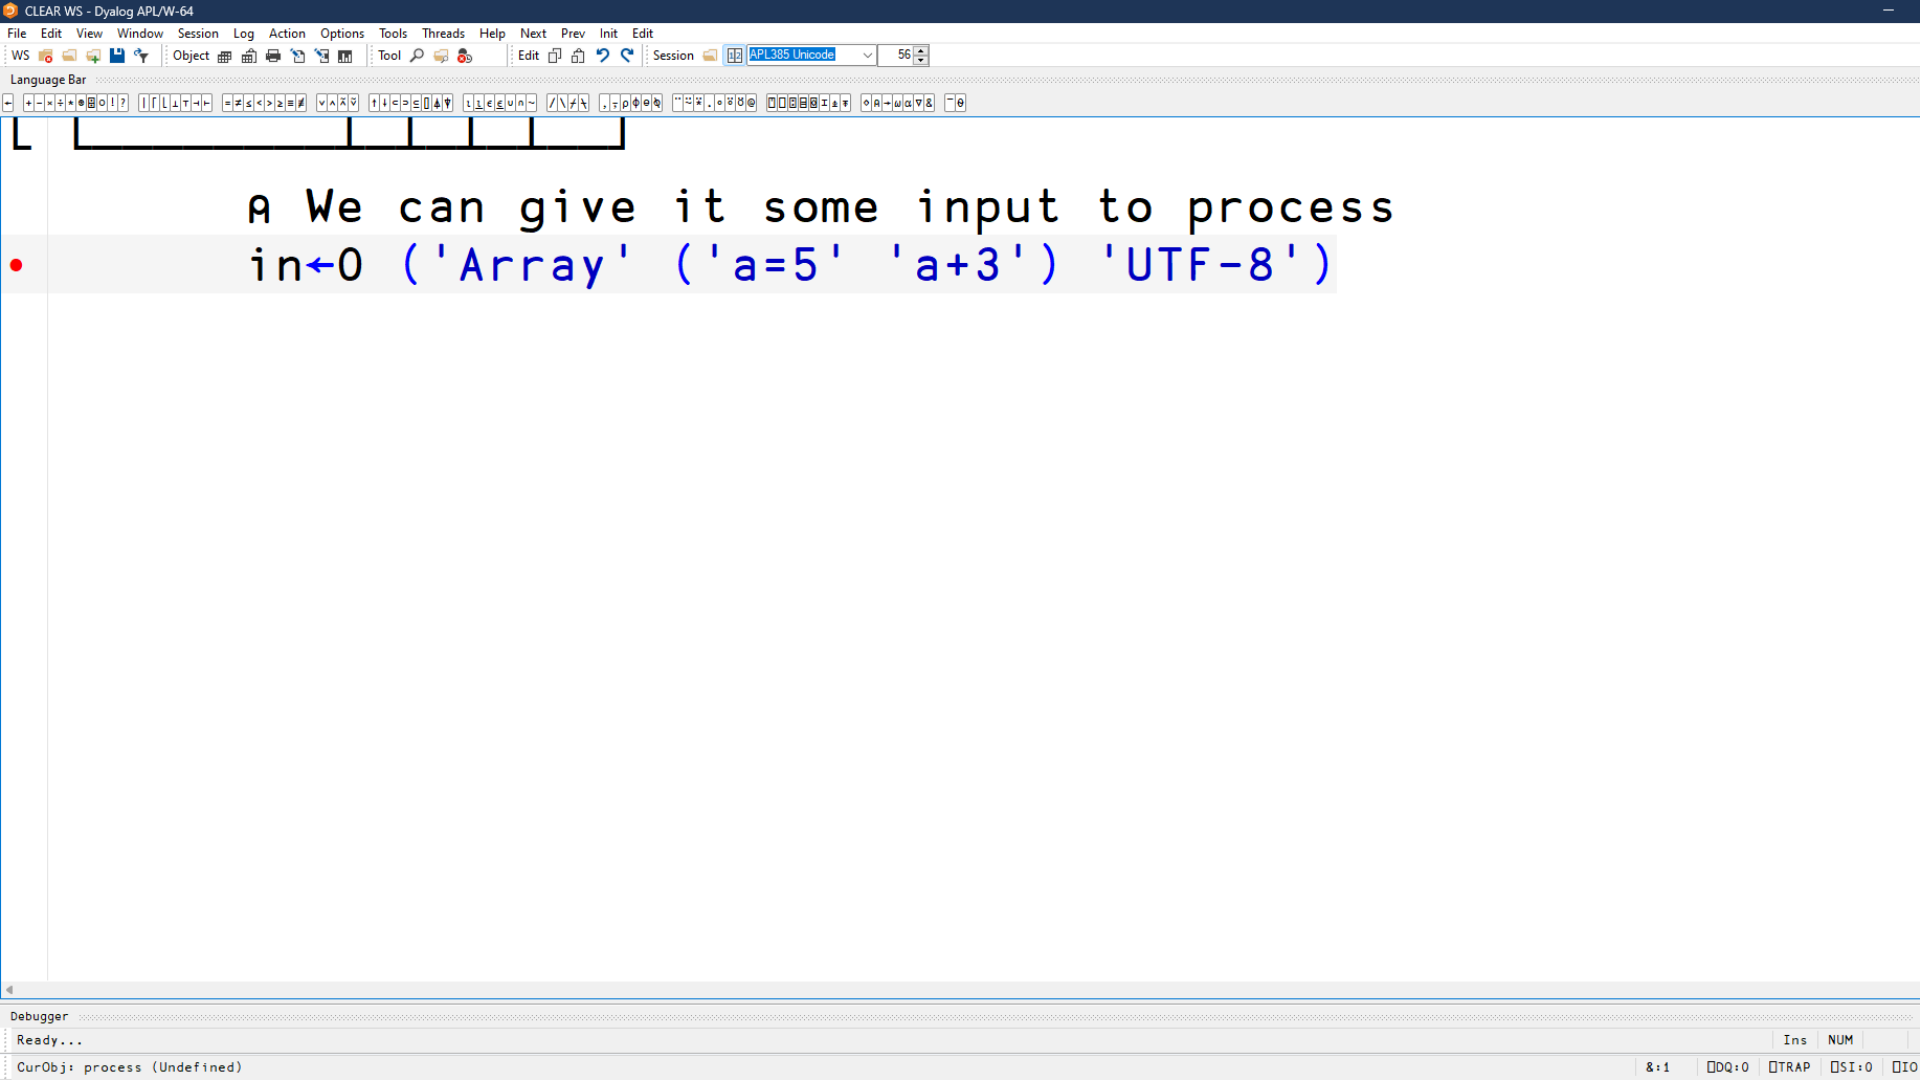 CLEAR WS - Dyalog APL/W-64
File Edit View Window Session Log Action Options Tools Threads Help Next Prev Init Edit
WS Object Tool Edit Session APL385 Unicode 56
Language Bar
⍝ We can give it some input to process
in←0 ('Array' ('a=5' 'a+3') 'UTF-8')
Debugger
Ready... Ins NUM
CurObj: process (Undefined) &:1 ⎕DQ:0 ⎕TRAP ⎕SI:0 ⎕IO